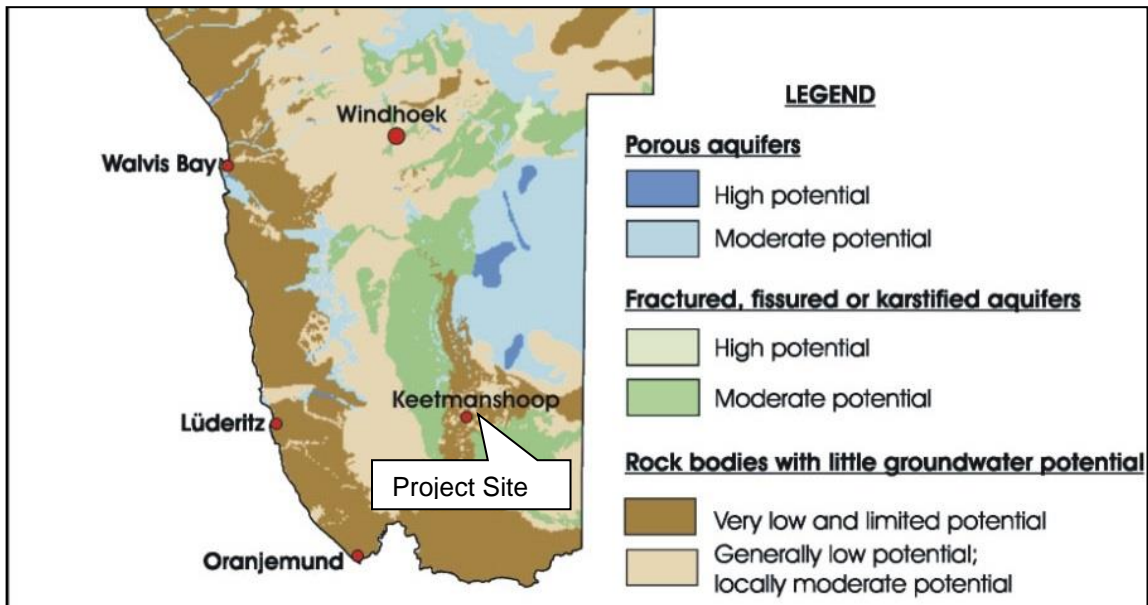 Windhoek
Walvis Bay
Keetmanshoop
Lüderitz
Project Site
Oranjemund
LEGEND
Porous aquifers
High potential
Moderate potential
Fractured, fissured or karstified aquifers
High potential
Moderate potential
Rock bodies with little groundwater potential
Very low and limited potential
Generally low potential;
locally moderate potential